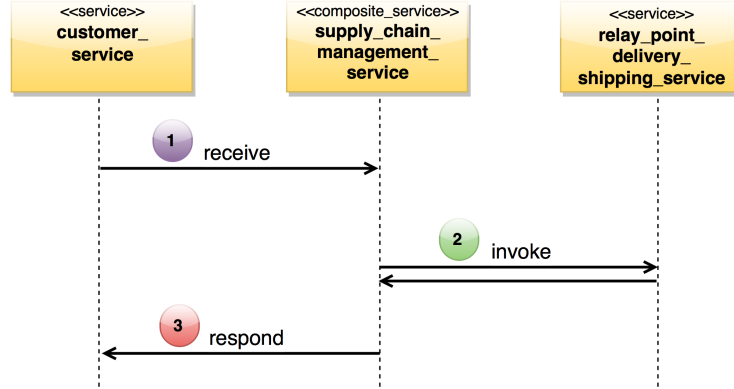 <<service>>
customer_
service
<<composite_service>>
supply_chain_
management_
service
<<service>>
relay_point_
delivery_
shipping_service
1
receive
2
invoke
3
respond